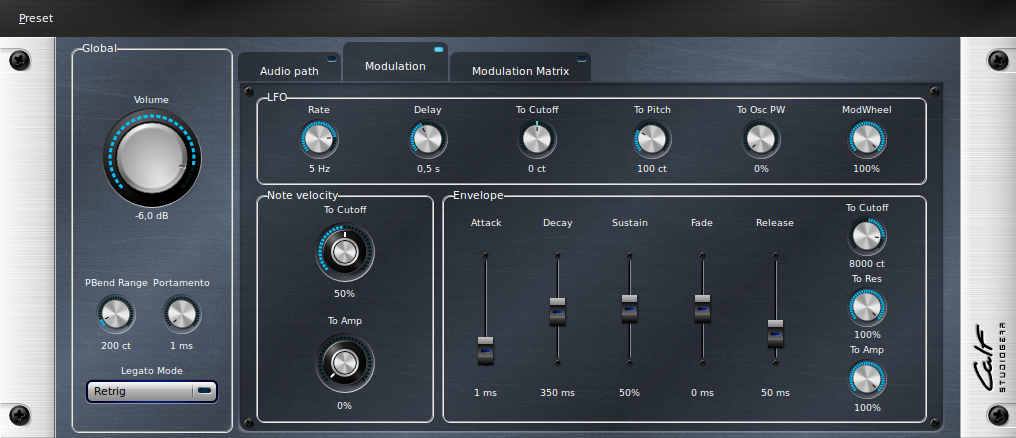 Preset
Global
Volume
-6,0 dB
PBend Range
Portamento
200 ct
1 ms
Legato Mode
Retrig
Audio path
Modulation
Modulation Matrix
LFO
Rate
Delay
To Cutoff
To Pitch
To Osc PW
ModWheel
5 Hz
0,5 s
0 ct
100 ct
0%
100%
Note velocity
To Cutoff
50%
To Amp
0%
Envelope
Attack
Decay
Sustain
Fade
Release
1 ms
350 ms
50%
0 ms
50 ms
To Cutoff
8000 ct
To Res
100%
To Amp
100%
Calf
STUDIOGEAR